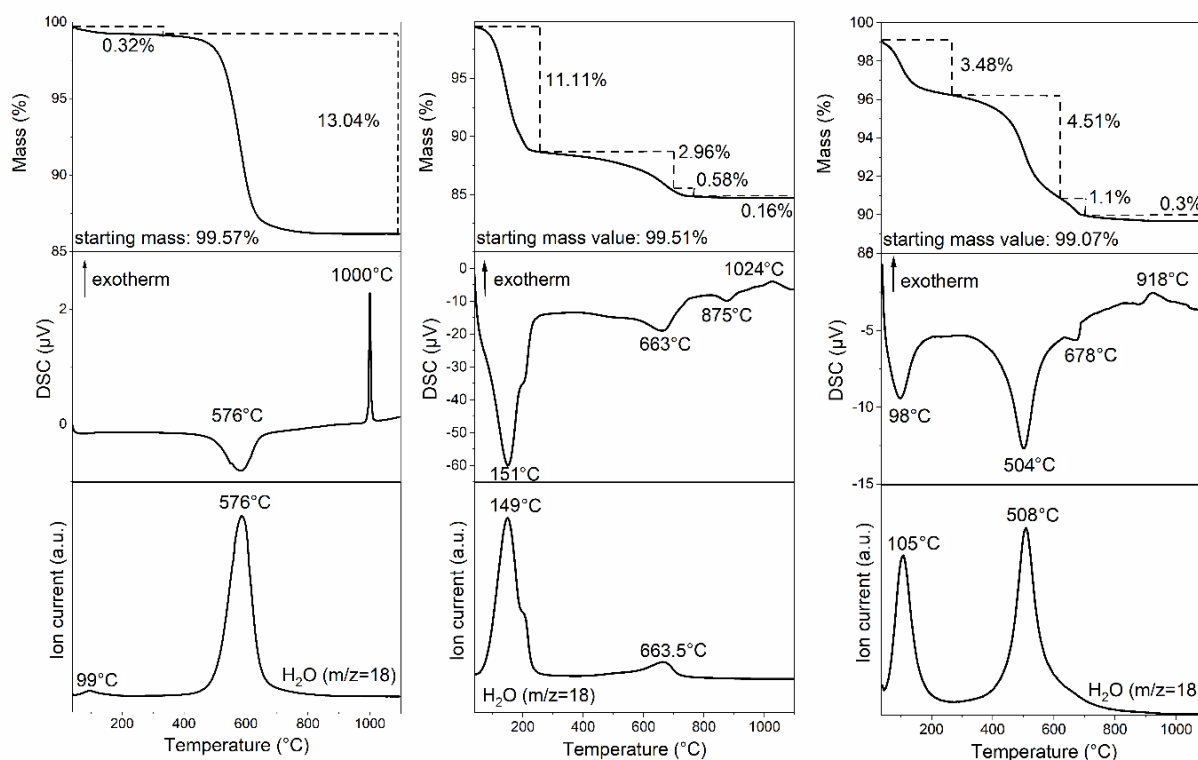 100
0.32%
13.04%
95
90
85
Mass (%)
starting mass: 99.57%
exotherm
1000°C
2
0
DSC (µV)
576°C
576°C
99°C
H2O (m/z=18)
Ion current (a.u.)
200 400 600 800 1000
Temperature (°C)
95
90
85
Mass (%)
11.11%
2.96%
0.58%
0.16%
starting mass value: 99.51%
0
-10
-20
-30
-40
-50
-60
DSC (µV)
exotherm
1024°C
875°C
663°C
151°C
149°C
663.5°C
H2O (m/z=18)
Ion current (a.u.)
200 400 600 800 1000
Temperature (°C)
100
98
96
94
92
90
Mass (%)
3.48%
4.51%
1.1%
0.3%
starting mass value: 99.07%
exotherm
918°C
-5
-10
-15
DSC (µV)
678°C
98°C
504°C
508°C
105°C
H2O (m/z=18)
Ion current (a.u.)
200 400 600 800 1000
Temperature (°C)